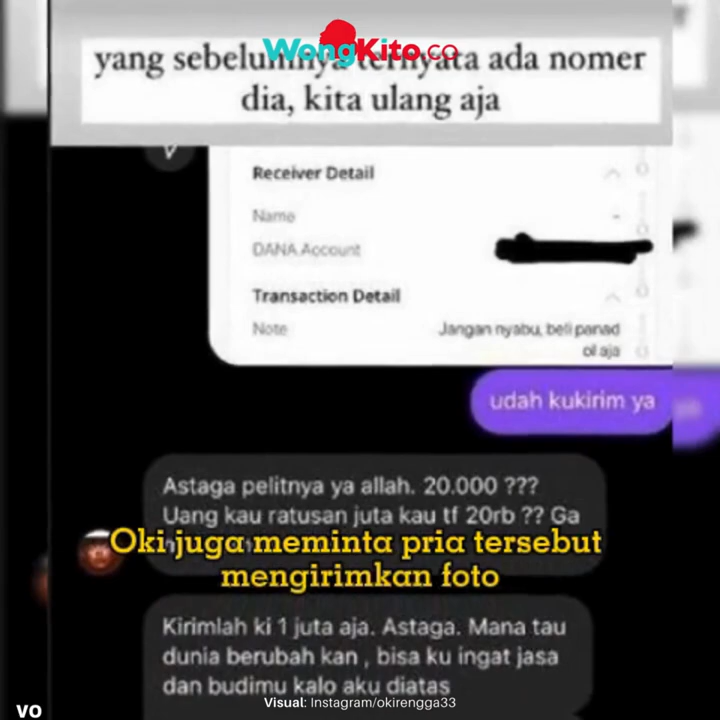 WongKito.co
yang sebelumnya ternyata ada nomer
dia, kita ulang aja
Receiver Detail
Name
-
DANA Account
Transaction Detail
Note
Jangan nyabu, beli panad
ol aja
udah kukirim ya
Astaga pelitnya ya allah. 20.000 ???
Uang kau ratusan juta kau tf 20rb ?? Ga
Oki juga meminta pria tersebut
mengirimkan foto
Kirimlah ki 1 juta aja. Astaga. Mana tau
dunia berubah kan , bisa ku ingat jasa
dan budimu kalo aku diatas
Visual: Instagram/okirengga33
VO